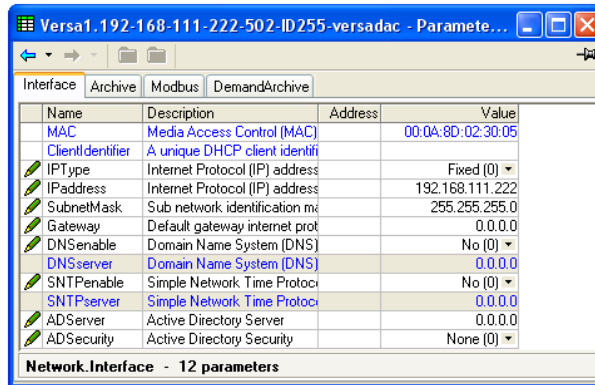 Versa1.192-168-111-222-502-ID255-versadac - Paramete...
Interface Archive Modbus DemandArchive
Name Description Address Value
MAC Media Access Control (MAC) 00:0A:8D:02:30:05
ClientIdentifier A unique DHCP client identifi
IPType Internet Protocol (IP) address Fixed (0)
IPaddress Internet Protocol (IP) address 192.168.111.222
SubnetMask Sub network identification ma 255.255.255.0
Gateway Default gateway internet prot 0.0.0.0
DNSenable Domain Name System (DNS) No (0)
DNSserver Domain Name System (DNS) 0.0.0.0
SNTPenable Simple Network Time Protoco No (0)
SNTPserver Simple Network Time Protoco 0.0.0.0
ADServer Active Directory Server 0.0.0.0
ADSecurity Active Directory Security None (0)
Network.Interface - 12 parameters